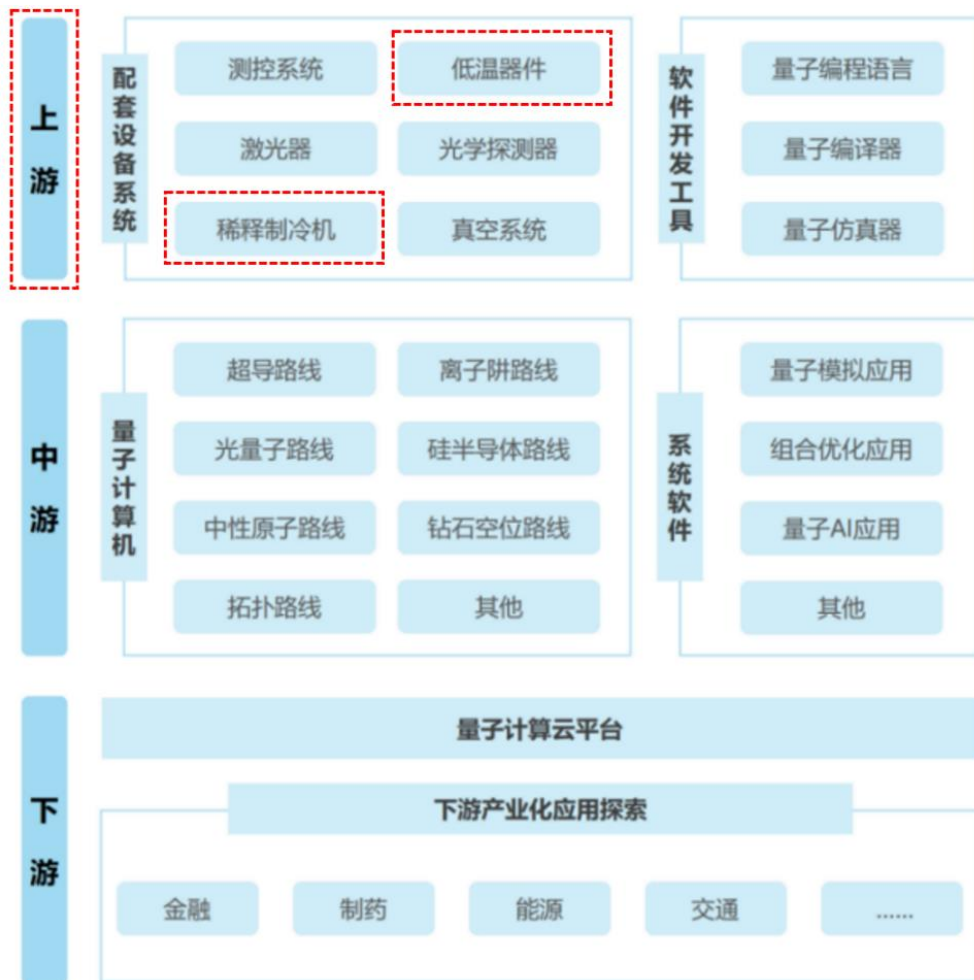 上游
配套设备系统
测控系统
低温器件
激光器
光学探测器
稀释制冷机
真空系统
软件开发工具
量子编程语言
量子编译器
量子仿真器
中游
量子计算机
超导路线
离子阱路线
光量子路线
硅半导体路线
中性原子路线
钻石空位路线
拓扑路线
其他
系统软件
量子模拟应用
组合优化应用
量子AI应用
其他
下游
量子计算云平台
下游产业化应用探索
金融
制药
能源
交通
……